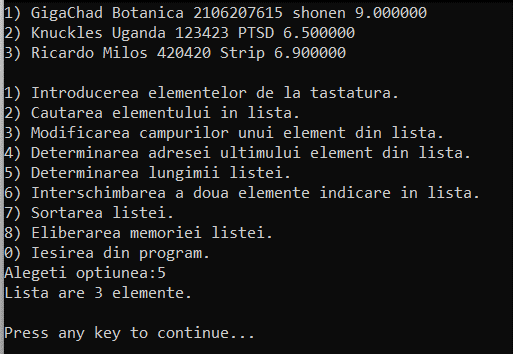 1) GigaChad Botanica 2106207615 shonen 9.000000
2) Knuckles Uganda 123423 PTSD 6.500000
3) Ricardo Milos 420420 Strip 6.900000
1) Introducerea elementelor de la tastatura.
2) Cautarea elementului in lista.
3) Modificarea campurilor unui element din lista.
4) Determinarea adresei ultimului element din lista.
5) Determinarea lungimii listei.
6) Interschimbarea a doua elemente indicare in lista.
7) Sortarea listei.
8) Eliberarea memoriei listei.
0) Iesirea din program.
Alegeti optiunea:5
Lista are 3 elemente.
Press any key to continue...